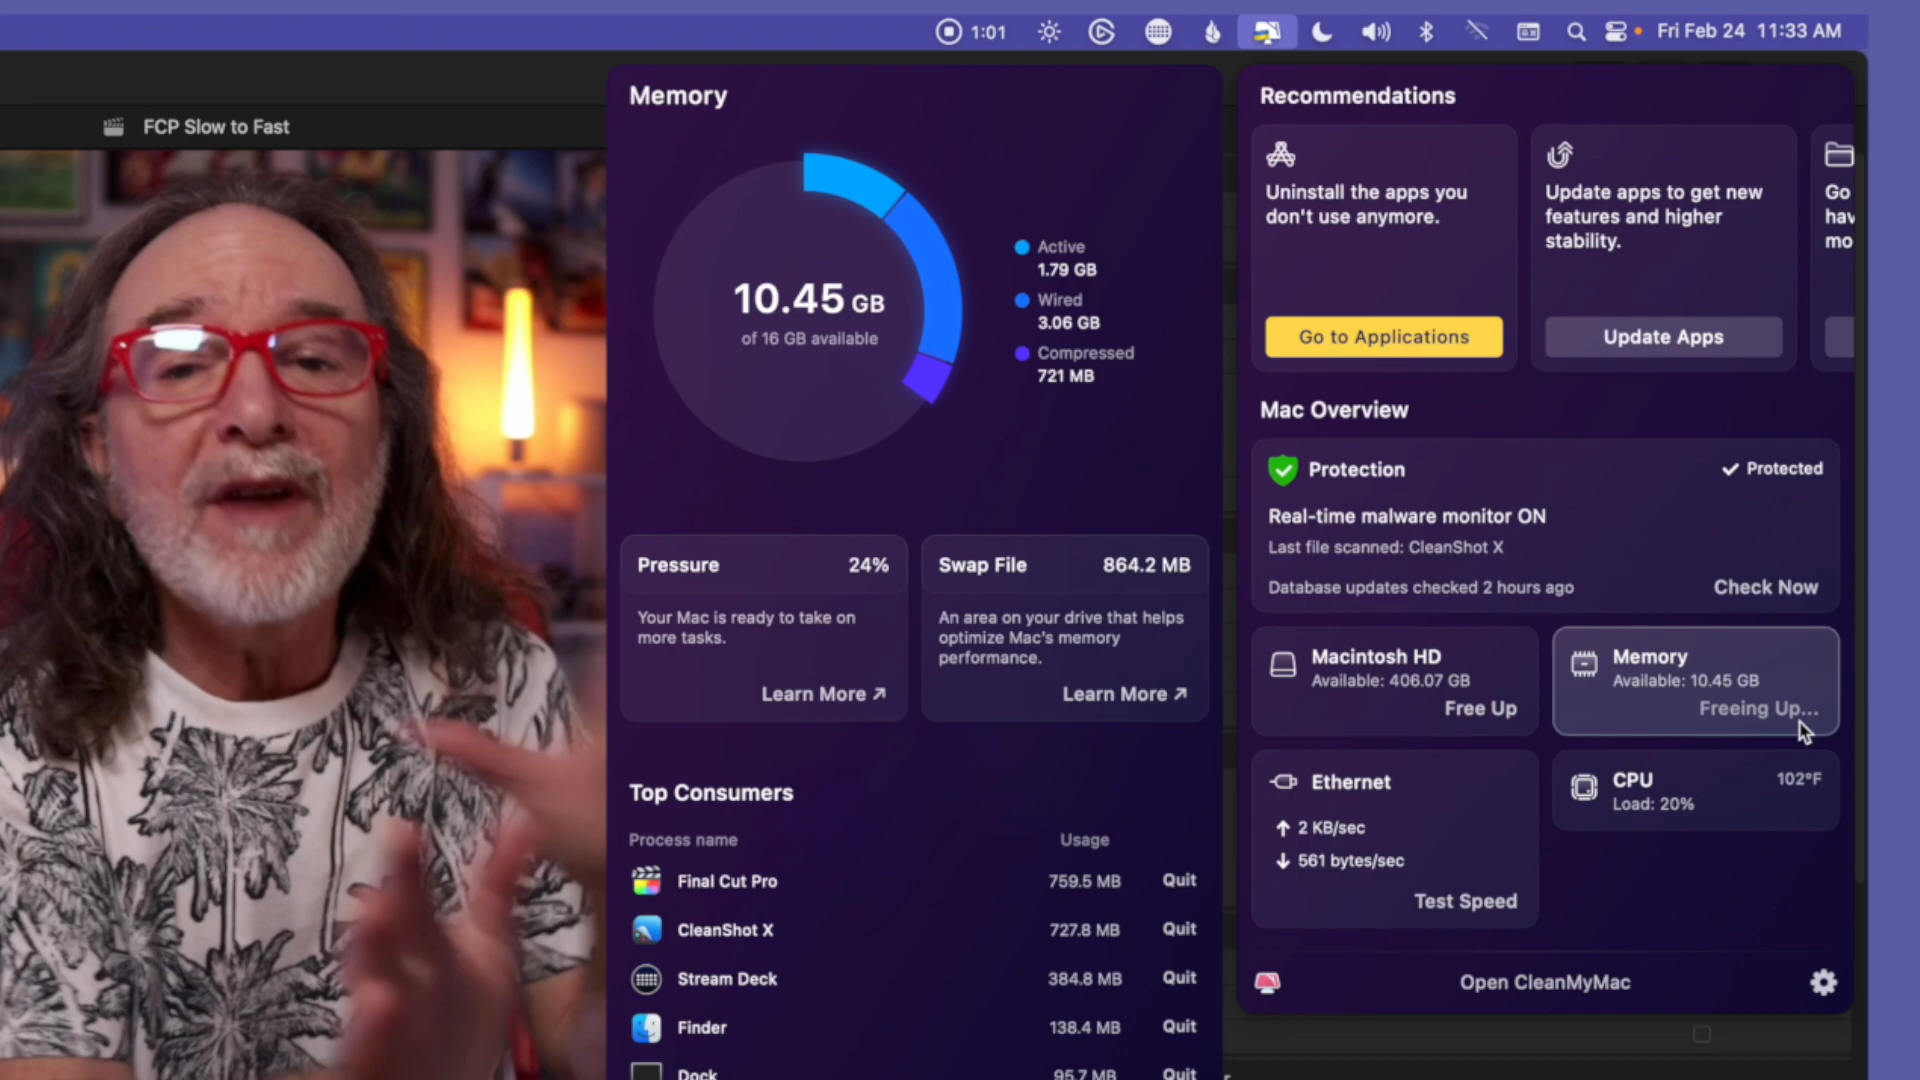 1:01
Fri Feb 24 11:33 AM
FCP Slow to Fast
Memory
10.45 GB
of 16 GB available
Active
1.79 GB
Wired
3.06 GB
Compressed
721 MB
Pressure 24%
Your Mac is ready to take on
more tasks.
Learn More
Swap File 864.2 MB
An area on your drive that helps
optimize Mac's memory
performance.
Learn More
Top Consumers
Process name Usage
Final Cut Pro 759.5 MB Quit
CleanShot X 727.8 MB Quit
Stream Deck 384.8 MB Quit
Finder 138.4 MB Quit
Dock 95.7 MB Quit
Recommendations
Uninstall the apps you
don't use anymore.
Go to Applications
Update apps to get new
features and higher
stability.
Update Apps
Go
hav
mo
Mac Overview
Protection Protected
Real-time malware monitor ON
Last file scanned: CleanShot X
Database updates checked 2 hours ago Check Now
Macintosh HD
Available: 406.07 GB
Free Up
Memory
Available: 10.45 GB
Freeing Up...
Ethernet
2 KB/sec
561 bytes/sec
Test Speed
CPU 102°F
Load: 20%
Open CleanMyMac